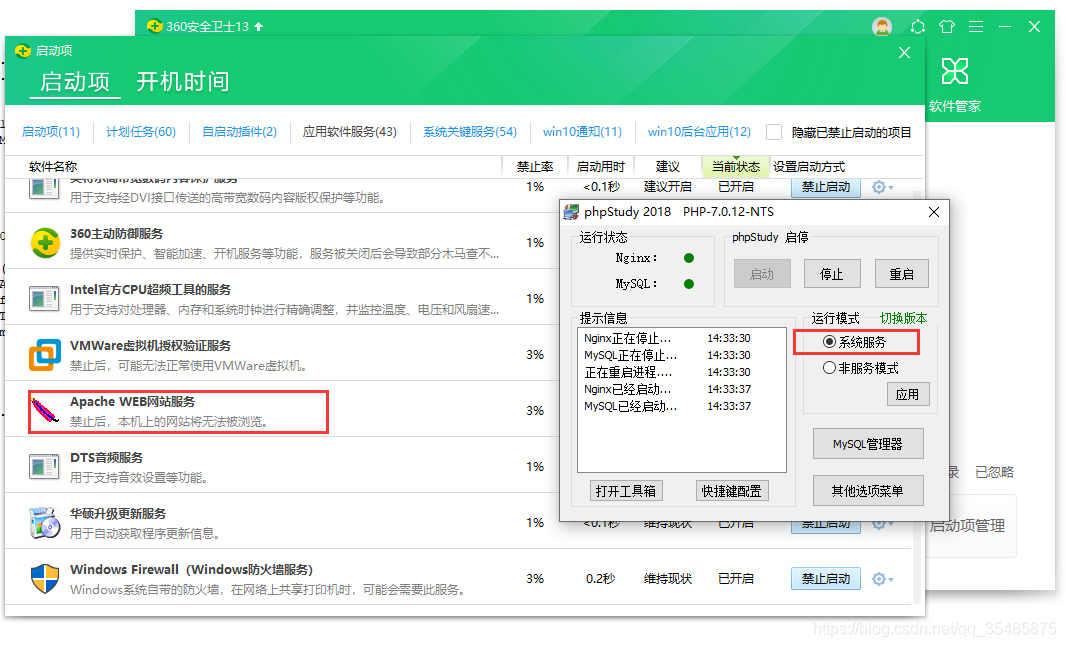 360安全卫士13
启动项
启动项 开机时间
软件管家
启动项(11) 计划任务(60) 自启动插件(2) 应用软件服务(43) 系统关键服务(54) win10通知(11) win10后台应用(12) 隐藏已禁止启动的项目
软件名称 禁止率 启动用时 建议 当前状态 设置启动方式
用于支持经DVI接口传送的高带宽数码内容版权保护等功能。
1% <0.1秒 建议开启 已开启 禁止启动
360主动防御服务
提供实时保护、智能加速、开机服务等功能，服务被关闭后会导致部分木马查不...
1%
Intel官方CPU超频工具的服务
用于支持对处理器、内存和系统时钟进行精确调整，并监控温度、电压和风扇速...
1%
VMWare虚拟机授权验证服务
禁止后，可能无法正常使用VMWare虚拟机。
3%
Apache WEB网站服务
禁止后，本机上的网站将无法被浏览。
3%
DTS音频服务
用于支持音效设置等功能。
1%
华硕升级更新服务
用于自动获取程序更新信息。
1% <0.1秒 维持现状 已开启 禁止启动
Windows Firewall（Windows防火墙服务）
Windows系统自带的防火墙，在网络上共享打印机时，可能会需要此服务。
3% 0.2秒 维持现状 已开启 禁止启动
phpStudy 2018 PHP-7.0.12-NTS
运行状态
Nginx:
MySQL:
phpStudy 启停
启动 停止 重启
提示信息
Nginx正在停止... 14:33:30
MySQL正在停止... 14:33:30
正在重启进程.... 14:33:30
Nginx已经启动... 14:33:37
MySQL已经启动... 14:33:37
运行模式 切换版本
系统服务
非服务模式
应用
MySQL管理器
打开工具箱 快捷键配置 其他选项菜单
录 已忽略
启动项管理
https://blog.csdn.net/qq_35485875